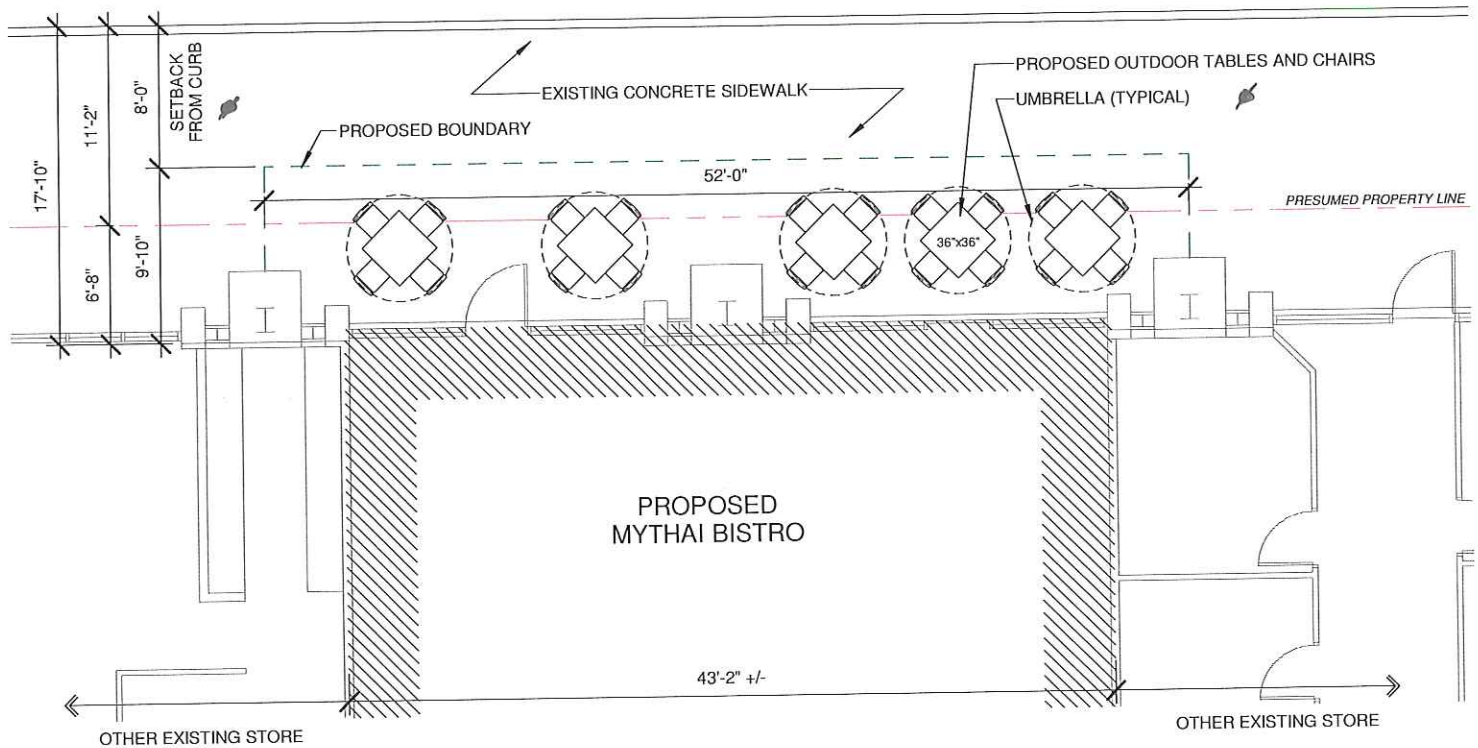 17'-10"
11'-2"
6'-8"
8'-0"
9'-10"
SETBACK
FROM CURB
EXISTING CONCRETE SIDEWALK
PROPOSED BOUNDARY
PROPOSED OUTDOOR TABLES AND CHAIRS
UMBRELLA (TYPICAL)
52'-0"
PRESUMED PROPERTY LINE
36"x36"
PROPOSED
MYTHAI BISTRO
43'-2" +/-
OTHER EXISTING STORE
OTHER EXISTING STORE